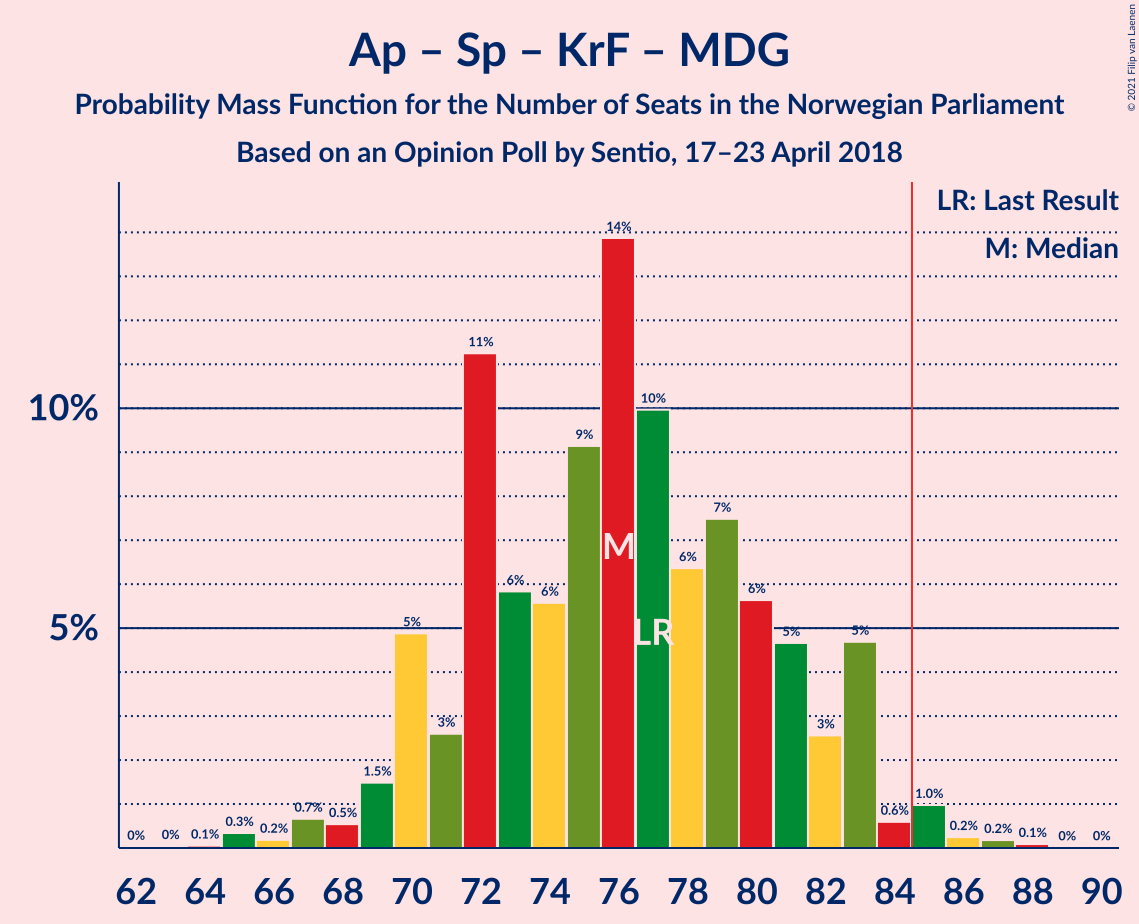 Ap – Sp – KrF – MDG
Probability Mass Function for the Number of Seats in the Norwegian Parliament
Based on an Opinion Poll by Sentio, 17–23 April 2018
© 2021 Filip van Laenen
LR: Last Result
M: Median
10%
5%
0% 0% 0.1% 0.3% 0.2% 0.7% 0.5% 1.5% 5% 3% 11% 6% 6% 9% 14% 10% 6% 7% 6% 5% 3% 5% 0.6% 1.0% 0.2% 0.2% 0.1% 0% 0%
M
LR
62 64 66 68 70 72 74 76 78 80 82 84 86 88 90